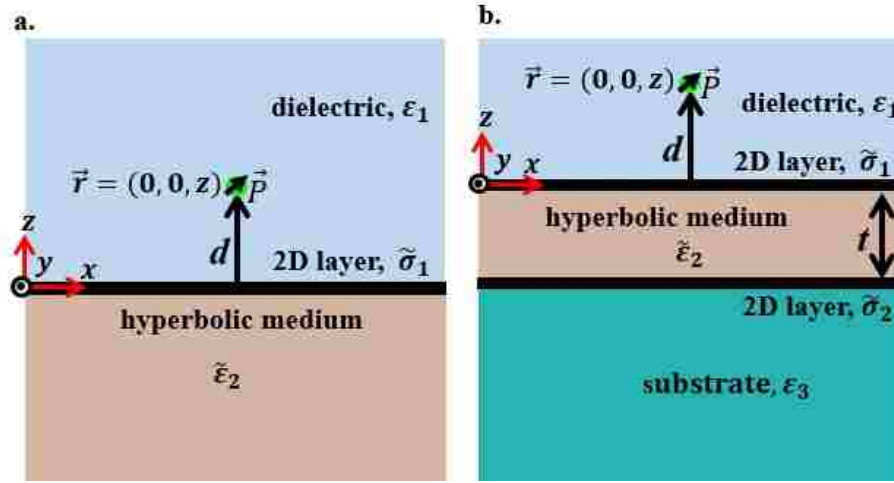 a.
dielectric, ε₁
r⃗ = (0, 0, z) P⃗
d
z
y x
2D layer, σ̃₁
hyperbolic medium
ε̃₂
b.
r⃗ = (0, 0, z) P⃗
dielectric, ε₁
z
d
y x
2D layer, σ̃₁
hyperbolic medium
ε̃₂
t
2D layer, σ̃₂
substrate, ε₃